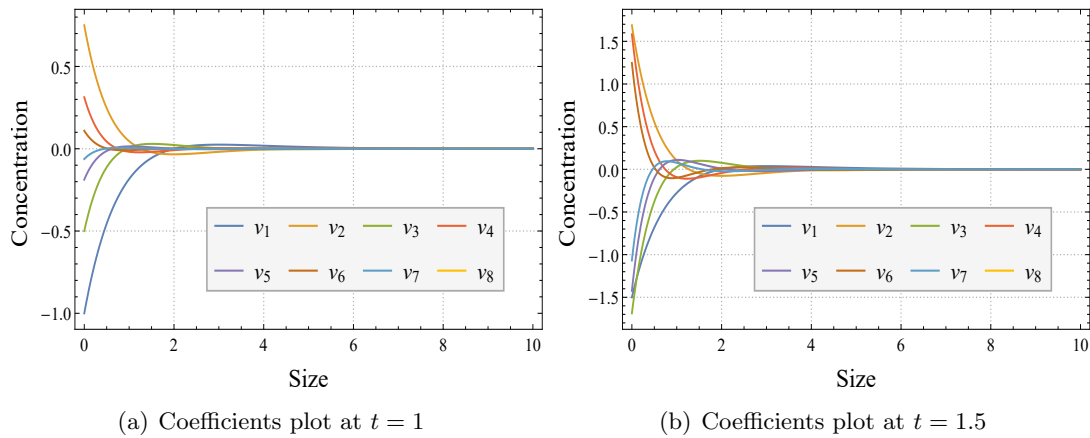 0.5
0.0
-0.5
-1.0
Concentration
v1 v2 v3 v4
v5 v6 v7 v8
0 2 4 6 8 10
Size
(a) Coefficients plot at t = 1
1.5
1.0
0.5
0.0
-0.5
-1.0
-1.5
Concentration
v1 v2 v3 v4
v5 v6 v7 v8
0 2 4 6 8 10
Size
(b) Coefficients plot at t = 1.5